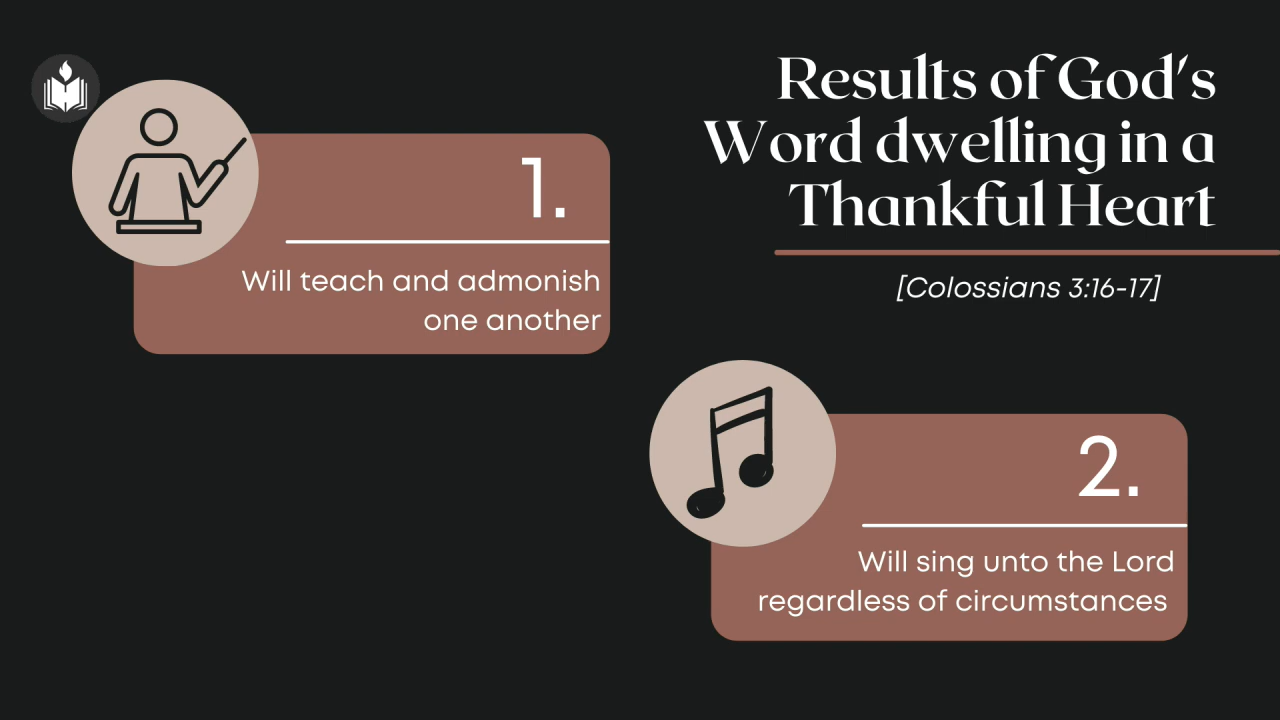 Results of God's
Word dwelling in a
Thankful Heart
[Colossians 3:16-17]
1.
Will teach and admonish
one another
2.
Will sing unto the Lord
regardless of circumstances